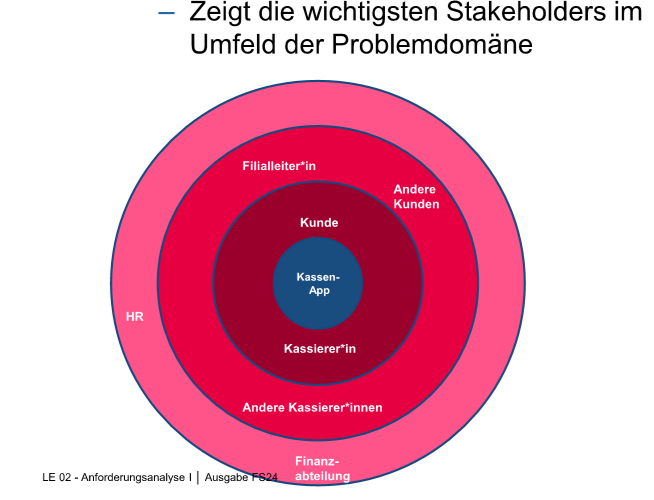 – Zeigt die wichtigsten Stakeholders im
Umfeld der Problemdomäne
Filialleiter*in
Andere
Kunden
Kunde
Kassen-
App
HR
Kassierer*in
Andere Kassierer*innen
Finanz-
abteilung
LE 02 - Anforderungsanalyse I | Ausgabe FS24